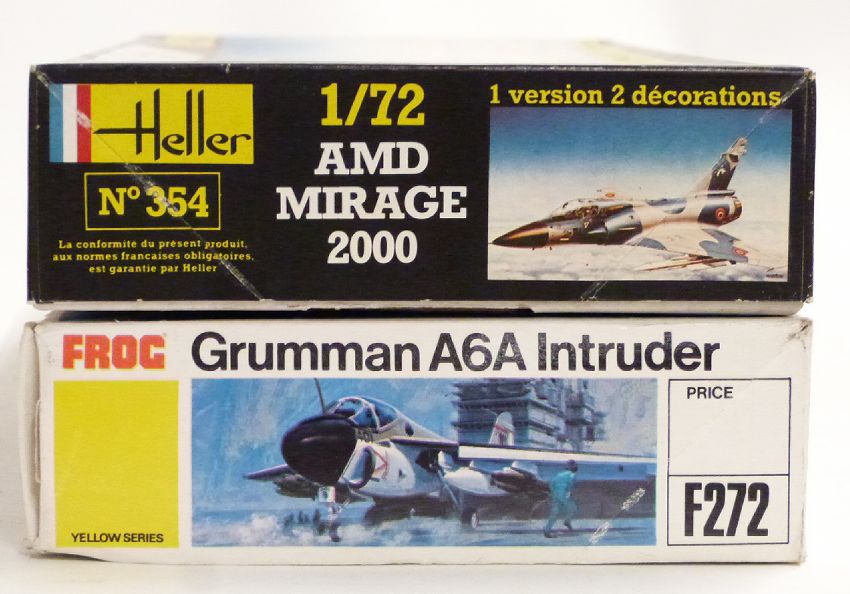 Heller
N° 354
La conformité du présent produit,
aux normes francaises obligatoires,
est garantie par Heller
1/72
AMD
MIRAGE
2000
1 version 2 décorations
FROG
Grumman A6A Intruder
YELLOW SERIES
PRICE
F272